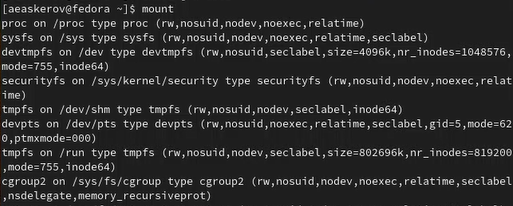 [aeaskerov@fedora ~]$ mount
proc on /proc type proc (rw,nosuid,nodev,noexec,relatime)
sysfs on /sys type sysfs (rw,nosuid,nodev,noexec,relatime,seclabel)
devtmpfs on /dev type devtmpfs (rw,nosuid,seclabel,size=4096k,nr_inodes=1048576,
mode=755,inode64)
securityfs on /sys/kernel/security type securityfs (rw,nosuid,nodev,noexec,relat
ime)
tmpfs on /dev/shm type tmpfs (rw,nosuid,nodev,seclabel,inode64)
devpts on /dev/pts type devpts (rw,nosuid,noexec,relatime,seclabel,gid=5,mode=62
0,ptmxmode=000)
tmpfs on /run type tmpfs (rw,nosuid,nodev,seclabel,size=802696k,nr_inodes=819200
,mode=755,inode64)
cgroup2 on /sys/fs/cgroup type cgroup2 (rw,nosuid,nodev,noexec,relatime,seclabel
,nsdelegate,memory_recursiveprot)